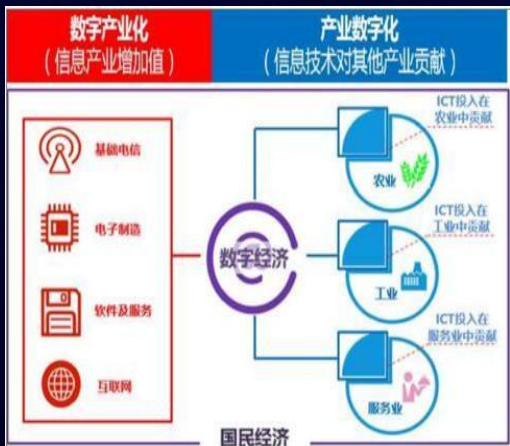 数字产业化
（信息产业增加值）
产业数字化
（信息技术对其他产业贡献）
基础电信
电子制造
软件及服务
互联网
数字经济
ICT投入在
农业中贡献
农业
ICT投入在
工业中贡献
工业
ICT投入在
服务业中贡献
服务业
国民经济